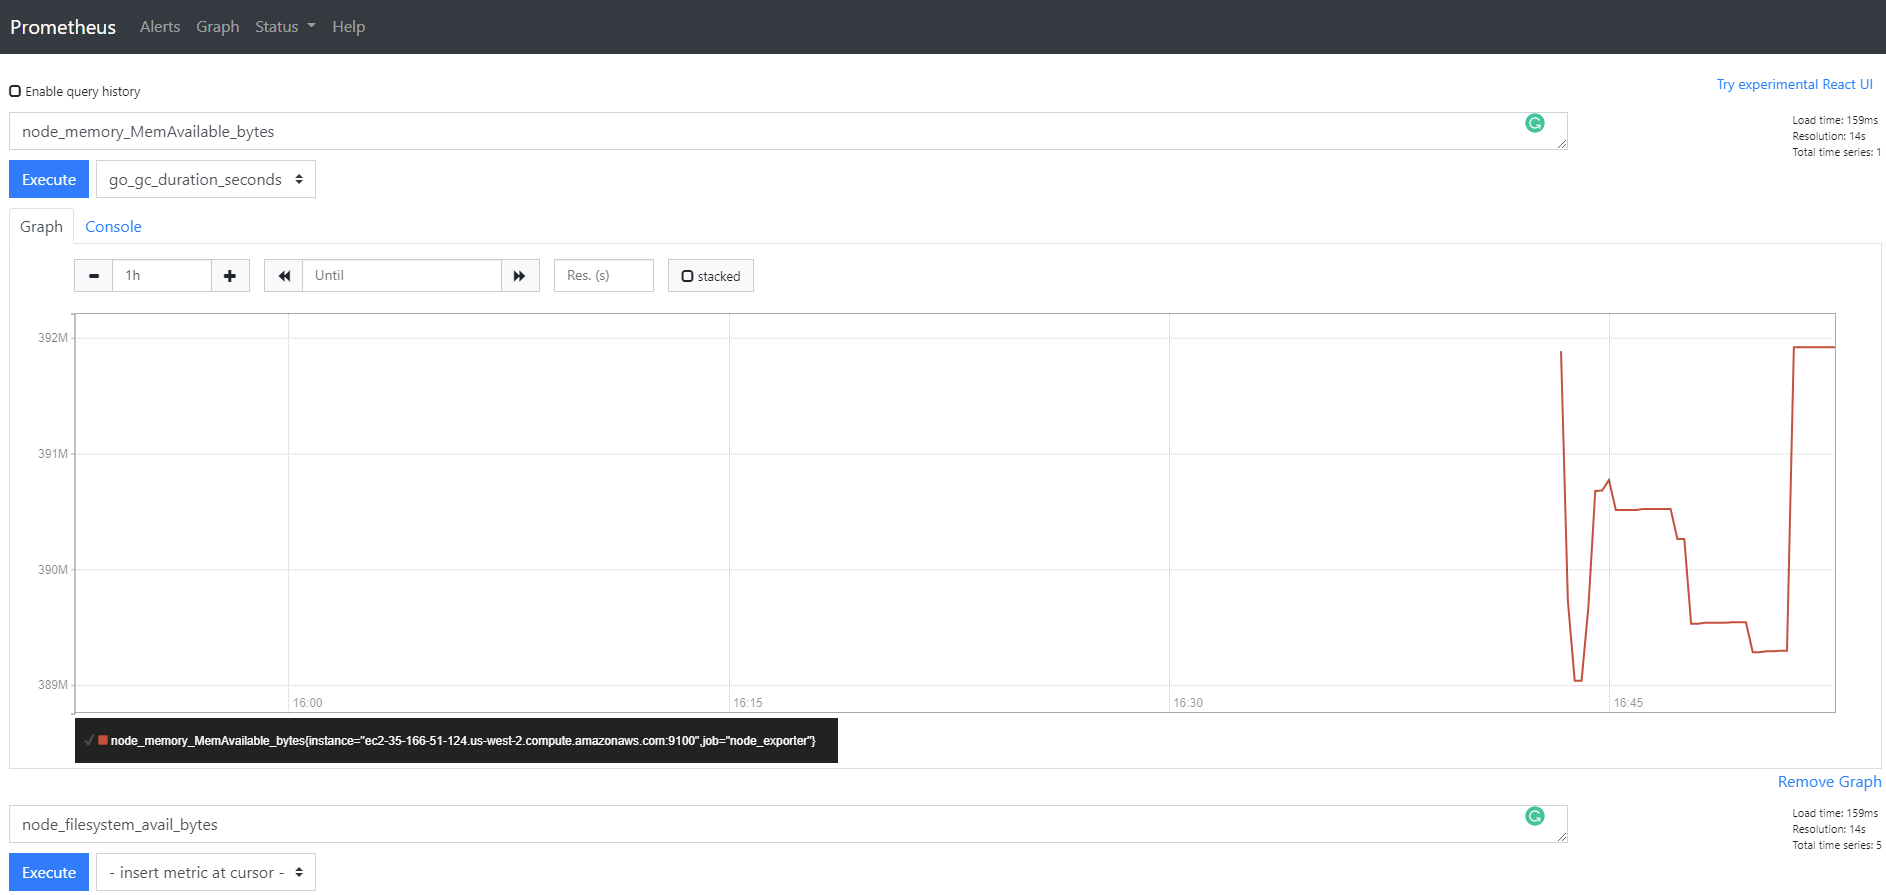 Prometheus Alerts Graph Status Help
Try experimental React UI
Enable query history
node_memory_MemAvailable_bytes
Load time: 159ms
Resolution: 14s
Total time series: 1
Execute go_gc_duration_seconds
Graph Console
1h Until Res. (s) stacked
392M
391M
390M
389M
16:00 16:15 16:30 16:45
node_memory_MemAvailable_bytes{instance="ec2-35-166-51-124.us-west-2.compute.amazonaws.com:9100",job="node_exporter"}
Remove Graph
node_filesystem_avail_bytes
Load time: 159ms
Resolution: 14s
Total time series: 5
Execute - insert metric at cursor -